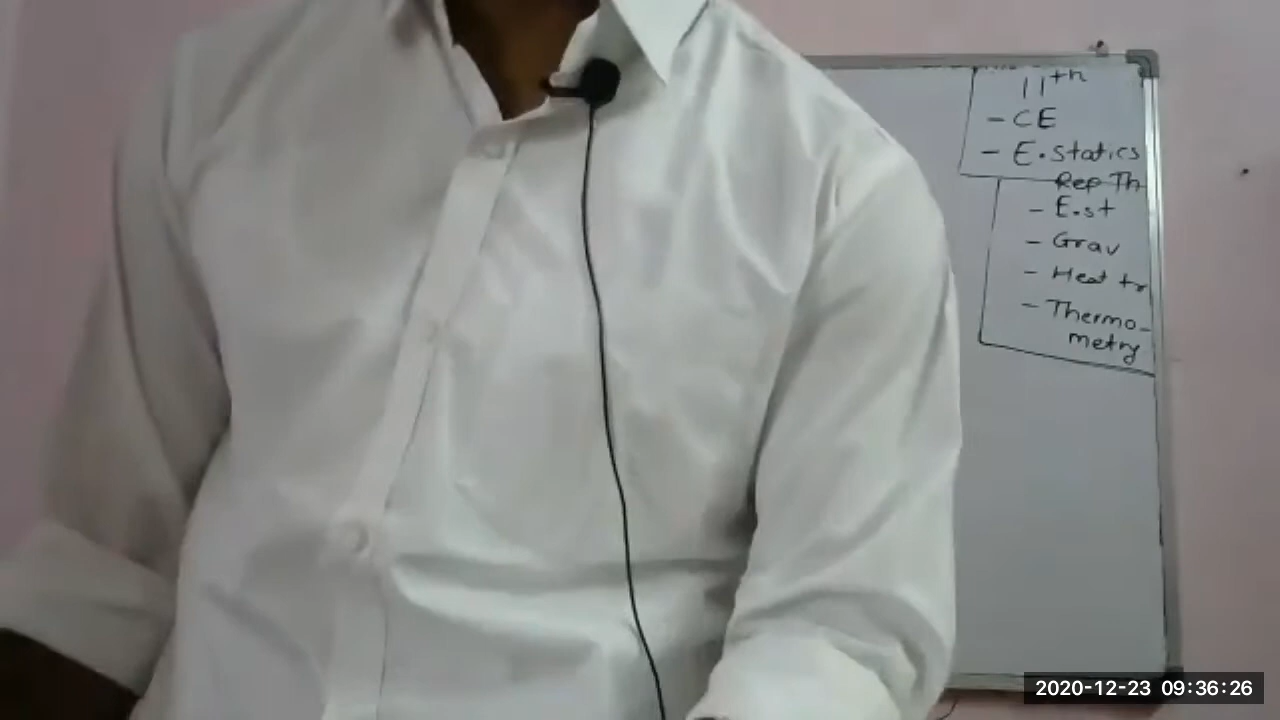 11th
- CE
- E.statics
Rep Th
- E.st
- Grav
- Heat tr
- Thermo-
metry
2020-12-23 09:36:26